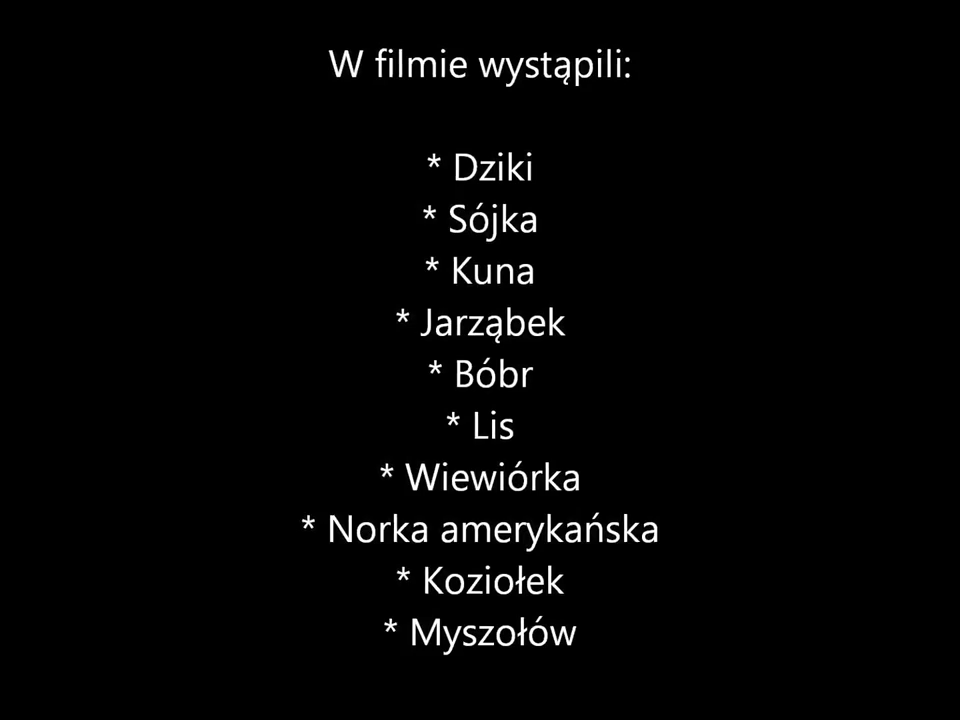 W filmie wystąpili:
* Dziki
* Sójka
* Kuna
* Jarząbek
* Bóbr
* Lis
* Wiewiórka
* Norka amerykańska
* Koziołek
* Myszołów